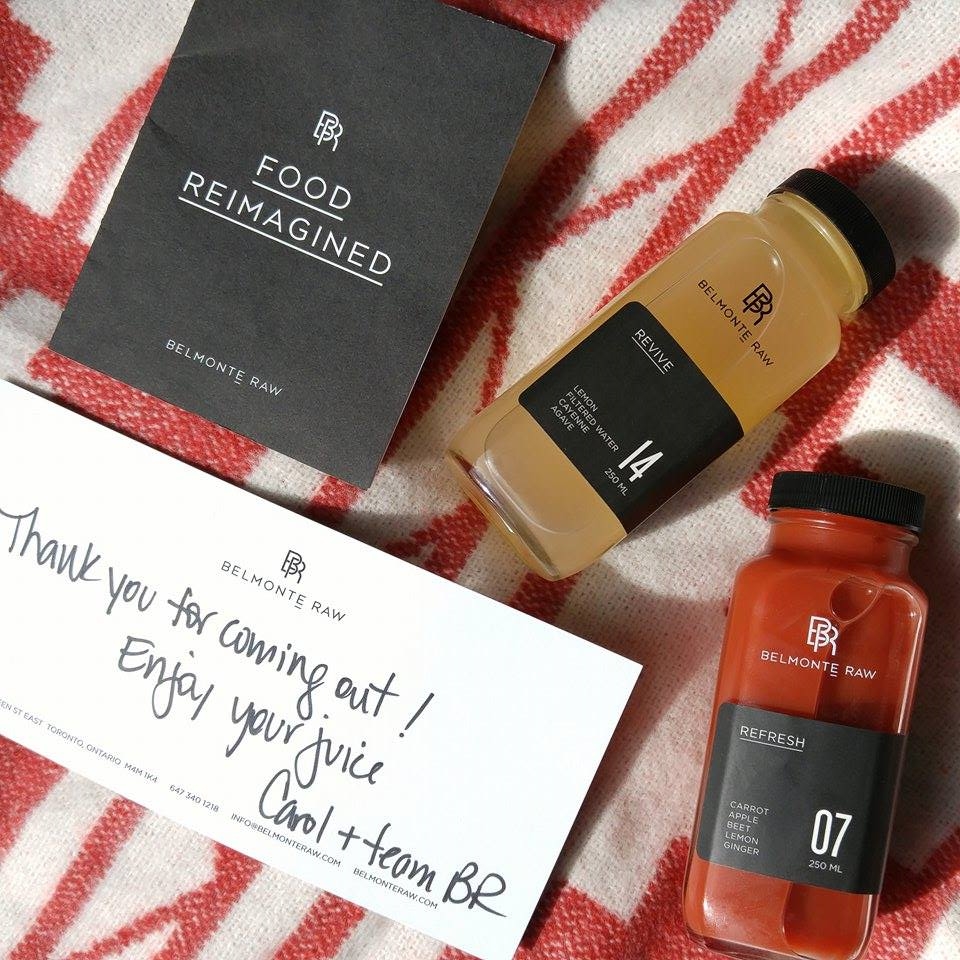 BR
FOOD
REIMAGINED
BELMONTE RAW
BR
BELMONTE RAW
REVIVE
LEMON
FILTERED WATER
CAYENNE
AGAVE
14
250 ML
BR
BELMONTE RAW
Thank you for coming out!
Enjoy your juice
Carol + team BR
ST EAST TORONTO, ONTARIO M4M 1K4 647 340 1218 INFO@BELMONTERAW.COM BELMONTERAW.COM
BR
BELMONTE RAW
REFRESH
CARROT
APPLE
BEET
LEMON
GINGER
07
250 ML